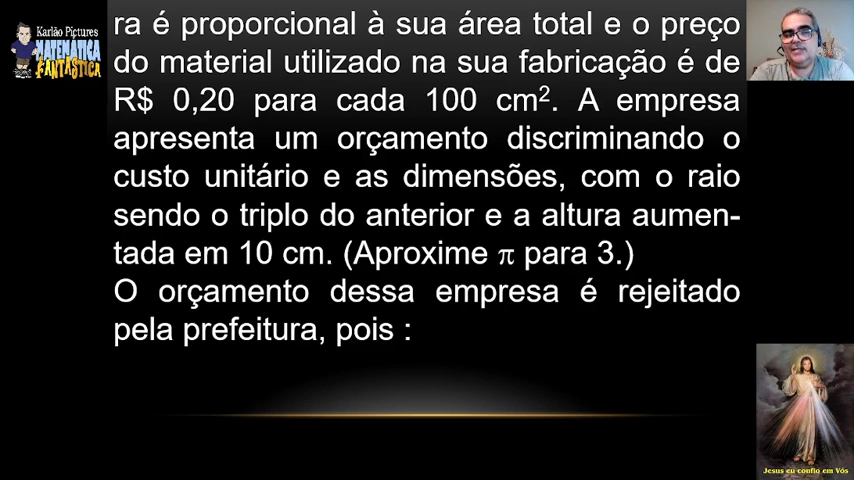 Karlão Pictures
MATEMÁTICA
FANTÁSTICA
ra é proporcional à sua área total e o preço
do material utilizado na sua fabricação é de
R$ 0,20 para cada 100 cm². A empresa
apresenta um orçamento discriminando o
custo unitário e as dimensões, com o raio
sendo o triplo do anterior e a altura aumen-
tada em 10 cm. (Aproxime π para 3.)
O orçamento dessa empresa é rejeitado
pela prefeitura, pois :
Jesus eu confio em Vós